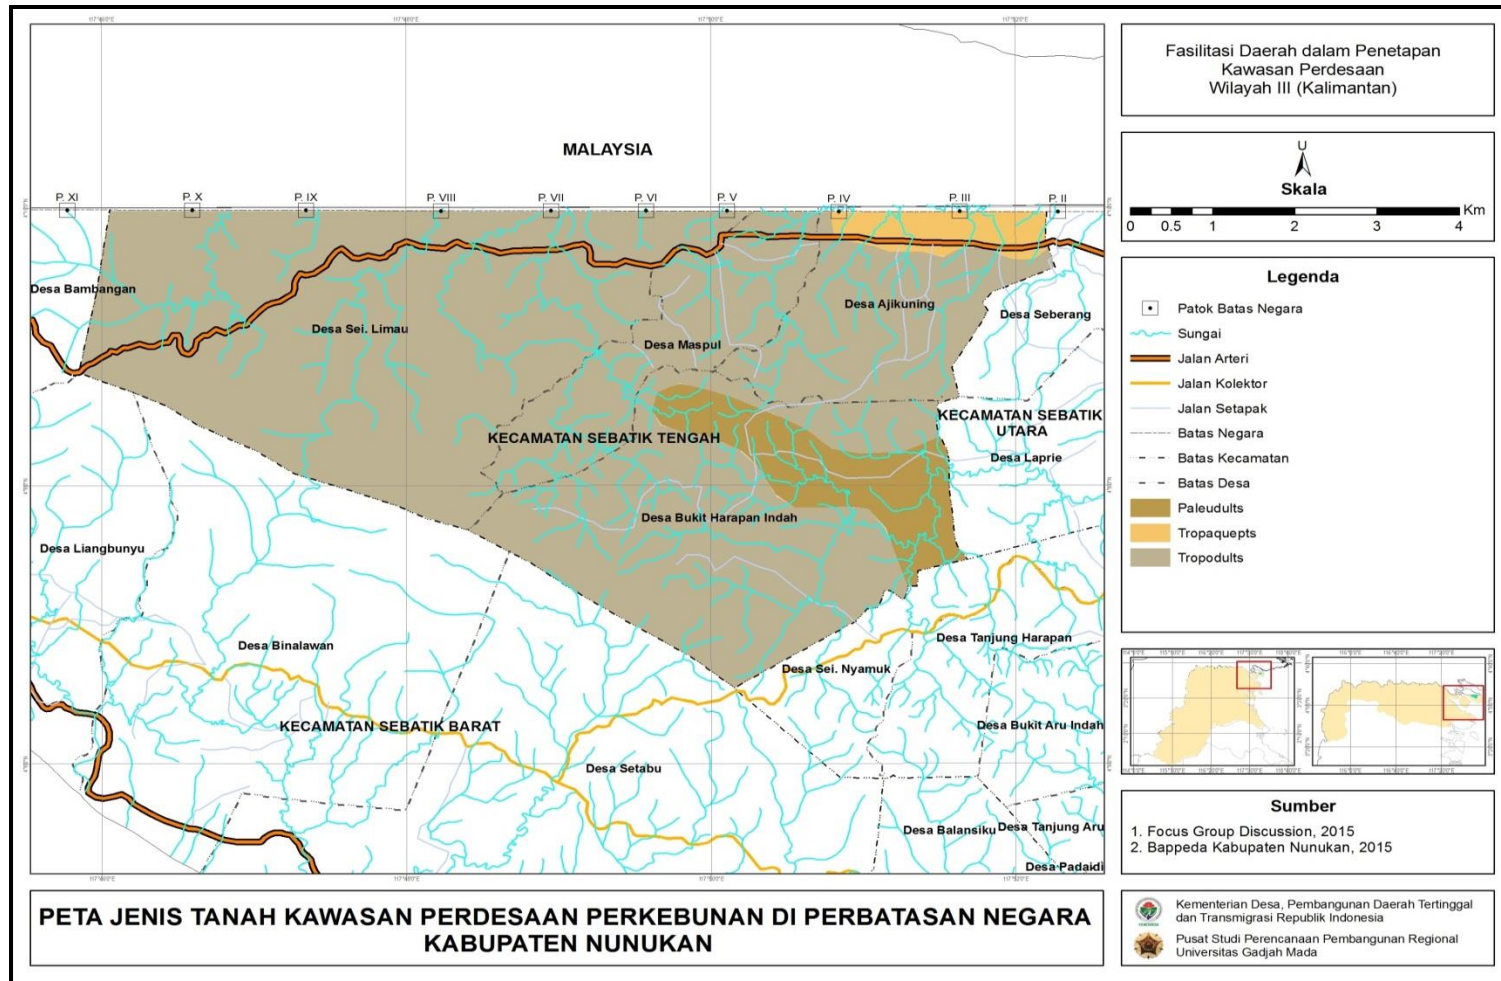 MALAYSIA
P. XI
P. X
P. IX
P. VIII
P. VII
P. VI
P. V
P. IV
P. III
P. II
Desa Bambangan
Desa Sei. Limau
Desa Ajikuning
Desa Seberang
Desa Maspul
KECAMATAN SEBATIK
UTARA
KECAMATAN SEBATIK TENGAH
Desa Laprie
Desa Bukit Harapan Indah
Desa Liangbunyu
Desa Binalawan
Desa Tanjung Harapan
Desa Sei. Nyamuk
KECAMATAN SEBATIK BARAT
Desa Bukit Aru Indah
Desa Setabu
Desa Balansiku
Desa Tanjung Aru
Desa Padaidi
PETA JENIS TANAH KAWASAN PERDESAAN PERKEBUNAN DI PERBATASAN NEGARA
KABUPATEN NUNUKAN
Fasilitasi Daerah dalam Penetapan
Kawasan Perdesaan
Wilayah III (Kalimantan)
U
Skala
Km
0 0.5 1 2 3 4
Legenda
Patok Batas Negara
Sungai
Jalan Arteri
Jalan Kolektor
Jalan Setapak
Batas Negara
Batas Kecamatan
Batas Desa
Paleudults
Tropaquepts
Tropodults
Sumber
1. Focus Group Discussion, 2015
2. Bappeda Kabupaten Nunukan, 2015
Kementerian Desa, Pembangunan Daerah Tertinggal
dan Transmigrasi Republik Indonesia
Pusat Studi Perencanaan Pembangunan Regional
Universitas Gadjah Mada